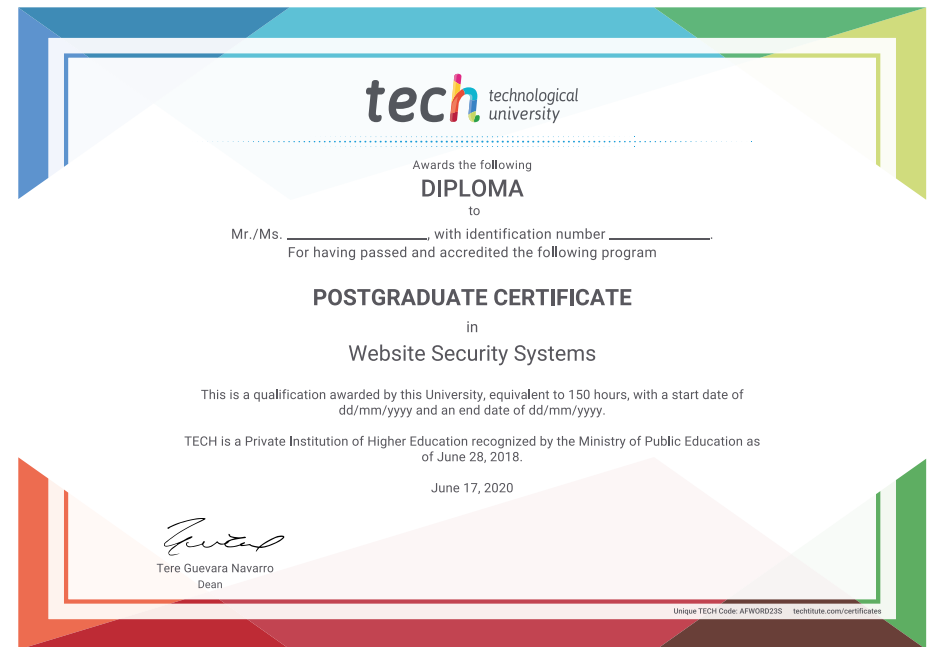 tech technological
university
Awards the following
DIPLOMA
to
Mr./Ms. ____________________, with identification number ______________.
For having passed and accredited the following program
POSTGRADUATE CERTIFICATE
in
Website Security Systems
This is a qualification awarded by this University, equivalent to 150 hours, with a start date of
dd/mm/yyyy and an end date of dd/mm/yyyy.
TECH is a Private Institution of Higher Education recognized by the Ministry of Public Education as
of June 28, 2018.
June 17, 2020
Tere Guevara Navarro
Dean
Unique TECH Code: AFWORD23S techtitute.com/certificates